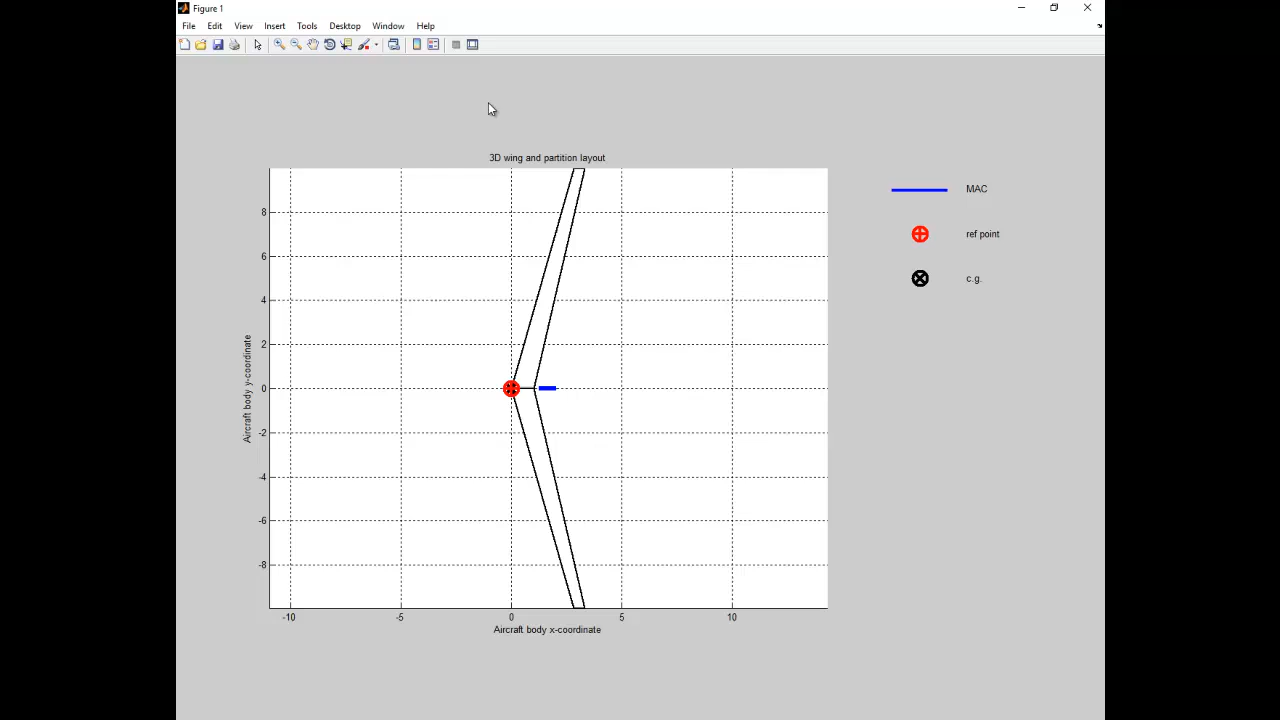 Figure 1
File Edit View Insert Tools Desktop Window Help
3D wing and partition layout
MAC
ref point
c.g.
8
6
4
2
0
-2
-4
-6
-8
Aircraft body y-coordinate
-10 -5 0 5 10
Aircraft body x-coordinate